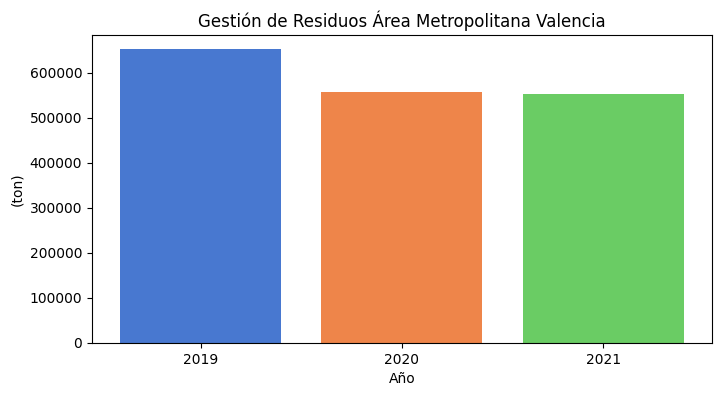 Gestión de Residuos Área Metropolitana Valencia
600000
500000
400000
300000
200000
100000
0
(ton)
2019 2020 2021
Año